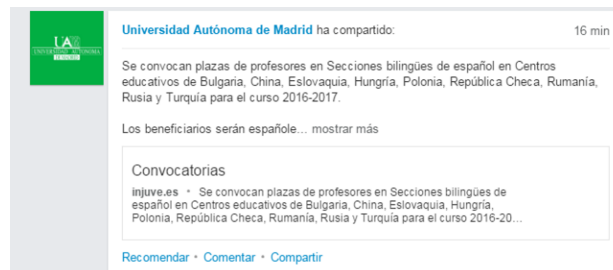 UAM
UNIVERSIDAD AUTONOMA
DE MADRID
Universidad Autónoma de Madrid ha compartido:
16 min
Se convocan plazas de profesores en Secciones bilingües de español en Centros
educativos de Bulgaria, China, Eslovaquia, Hungría, Polonia, República Checa, Rumanía,
Rusia y Turquía para el curso 2016-2017.
Los beneficiarios serán españole... mostrar más
Convocatorias
injuve.es • Se convocan plazas de profesores en Secciones bilingües de
español en Centros educativos de Bulgaria, China, Eslovaquia, Hungría,
Polonia, República Checa, Rumanía, Rusia y Turquía para el curso 2016-20...
Recomendar • Comentar • Compartir